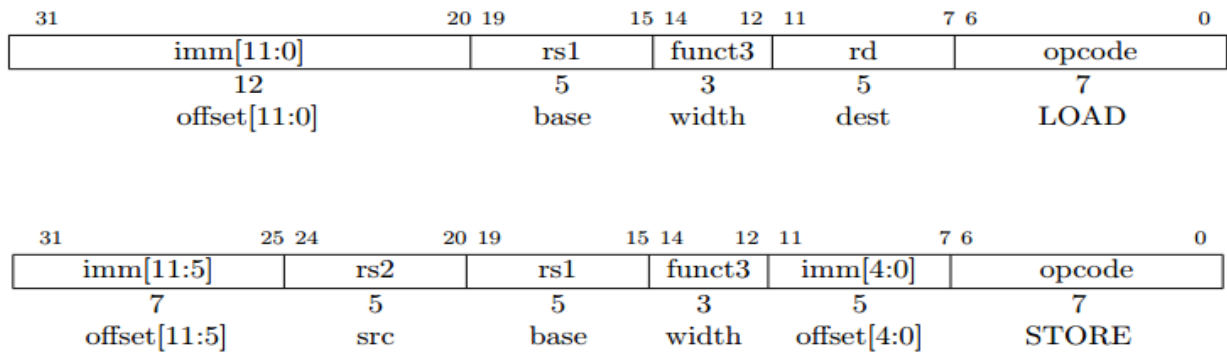 31 20 19 15 14 12 11 7 6 0
imm[11:0] rs1 funct3 rd opcode
12 5 3 5 7
offset[11:0] base width dest LOAD
31 25 24 20 19 15 14 12 11 7 6 0
imm[11:5] rs2 rs1 funct3 imm[4:0] opcode
7 5 5 3 5 7
offset[11:5] src base width offset[4:0] STORE